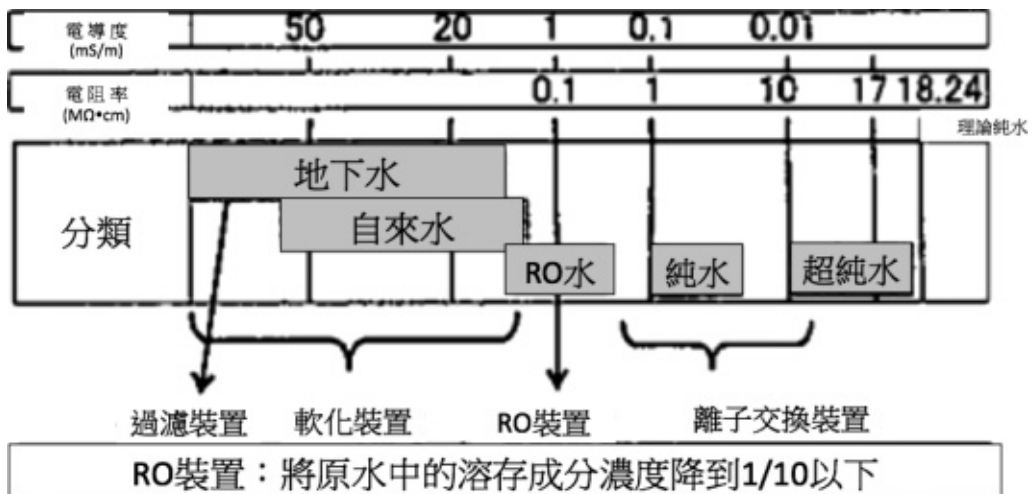 電導度 50 20 1 0.1 0.01
(mS/m)
電阻率 0.1 1 10 17 18.24
(MΩ•cm)
理論純水
地下水
分類 自來水
RO水 純水 超純水
過濾裝置 軟化裝置 RO裝置 離子交換裝置
RO裝置：將原水中的溶存成分濃度降到1/10以下